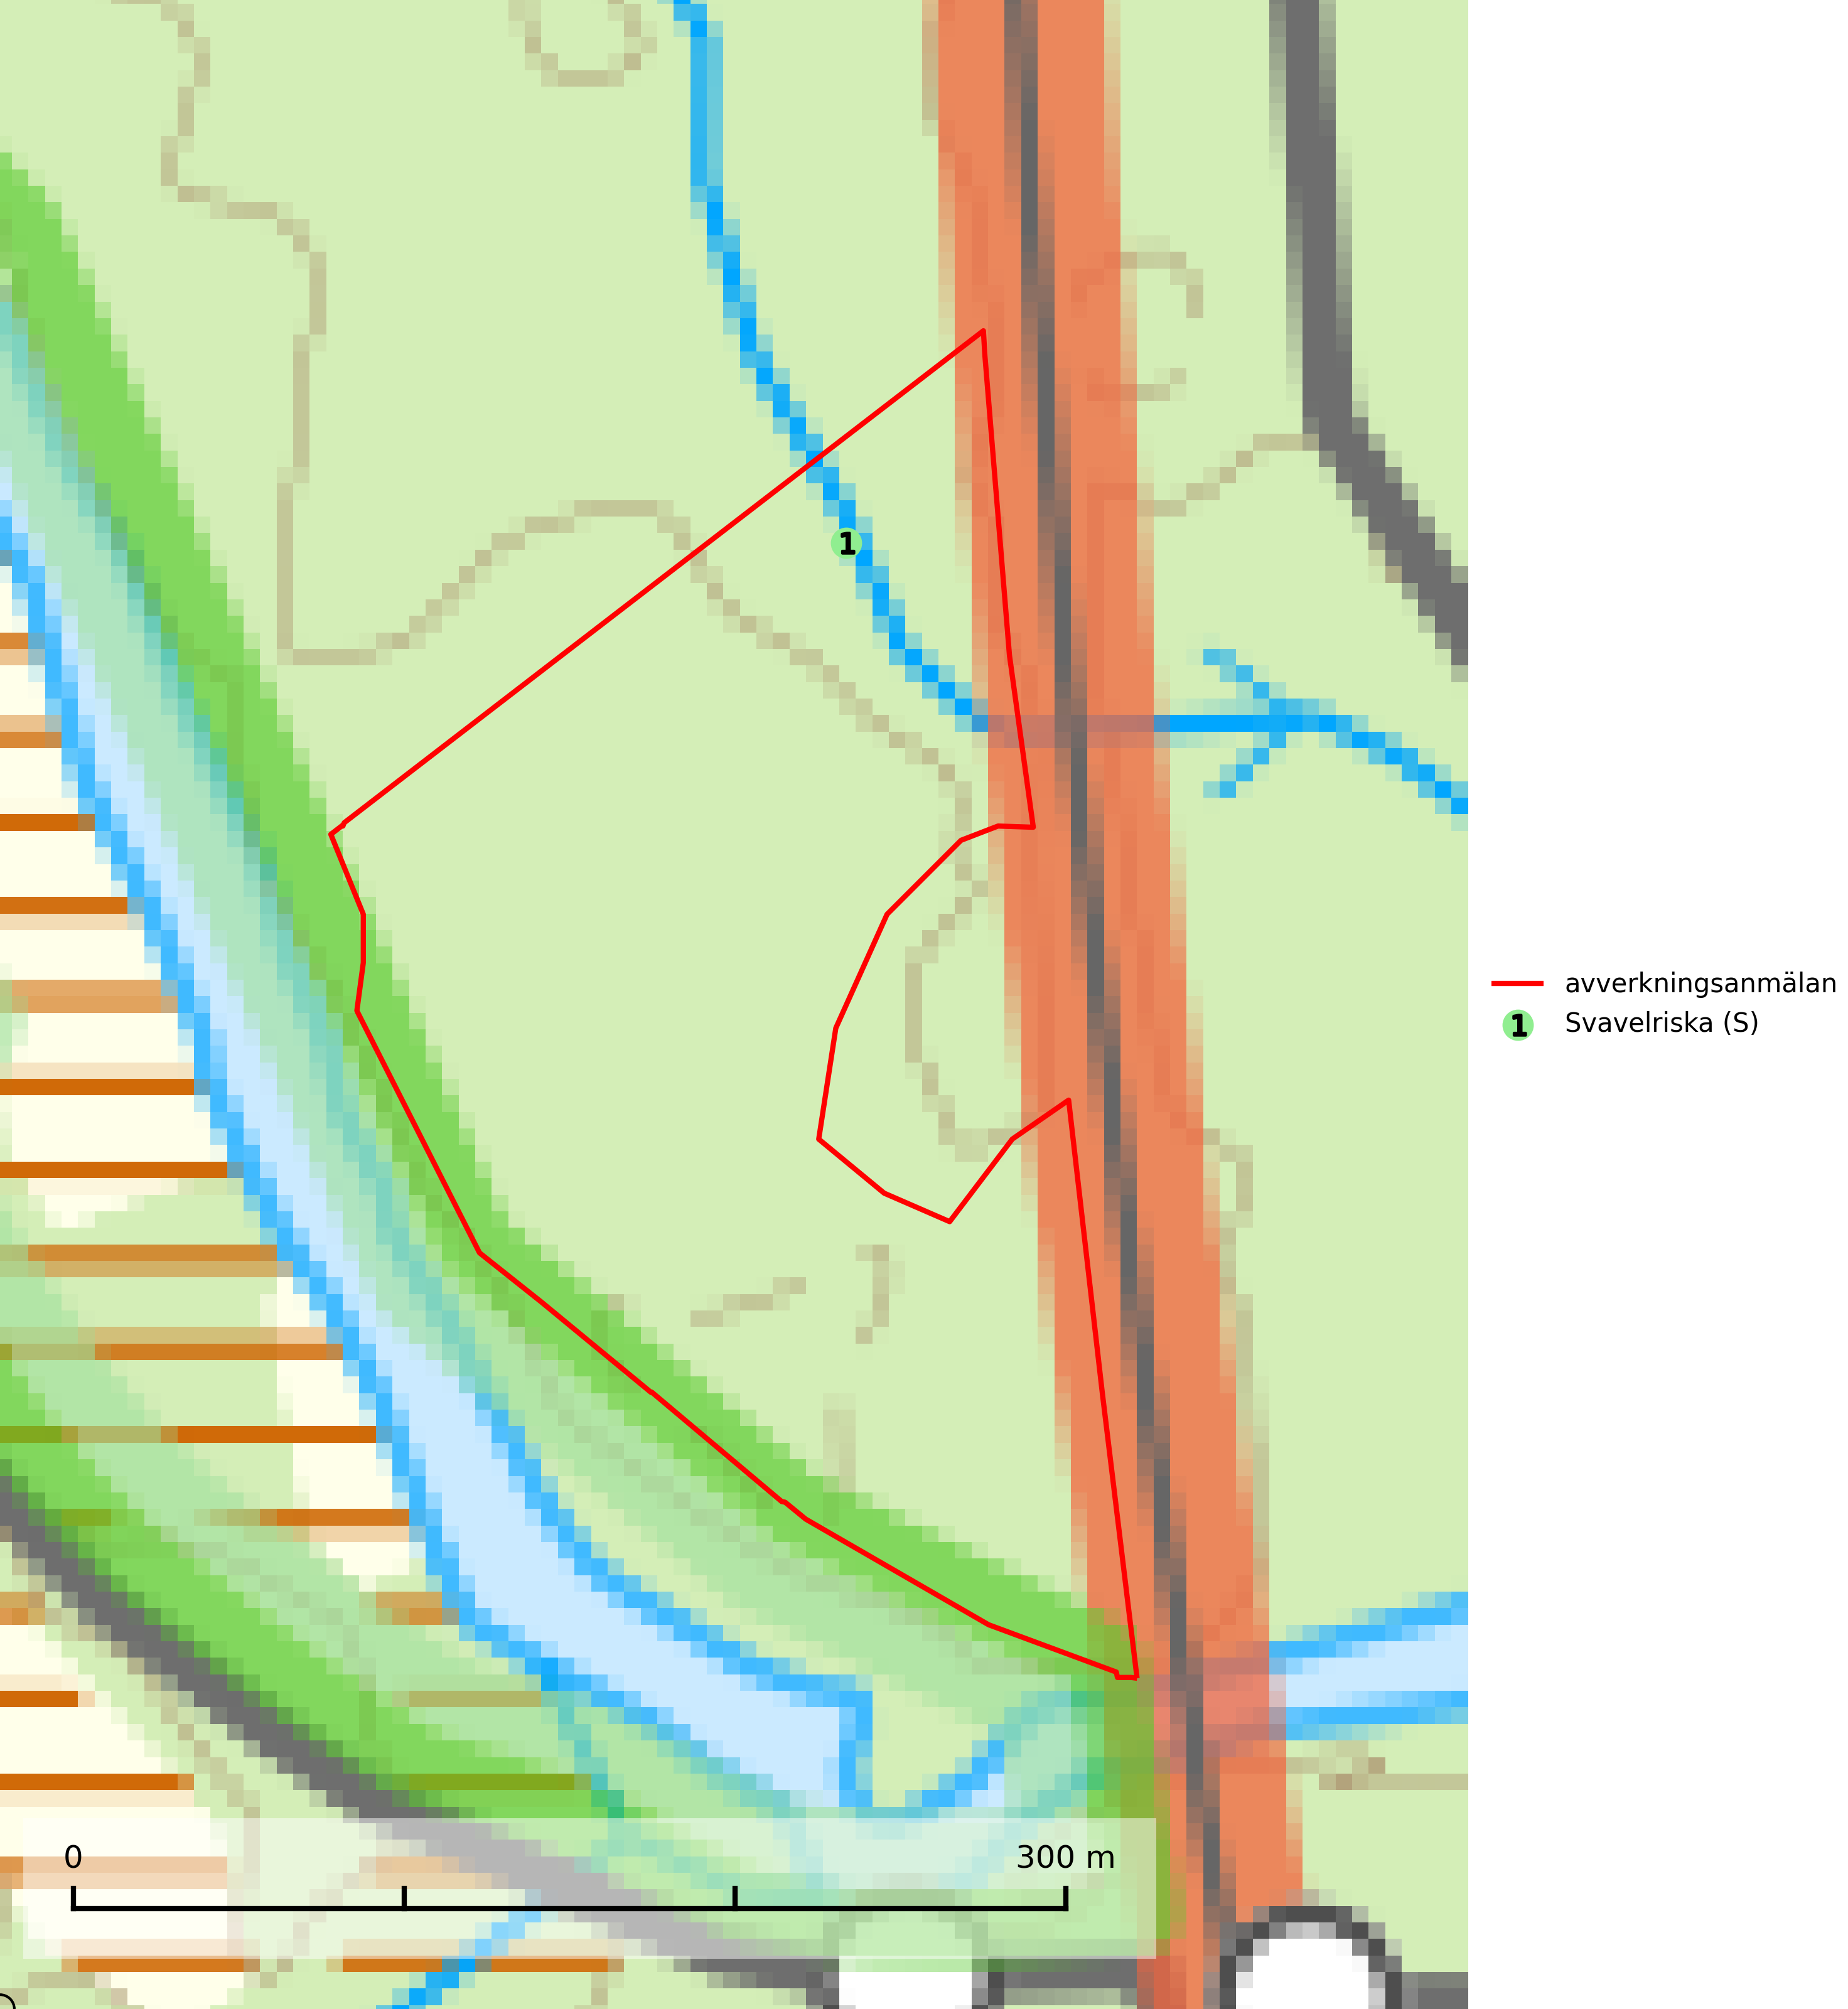 1
avverkningsanmälan
1 Svavelriska (S)
0 300 m